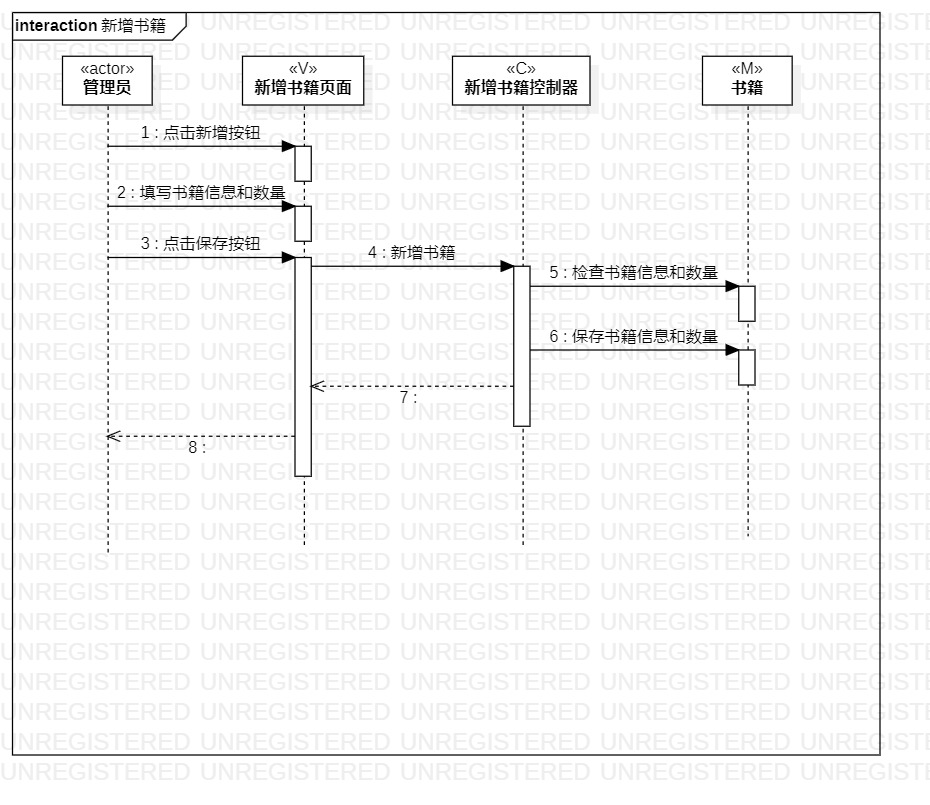 interaction 新增书籍
«actor»
管理员
«V»
新增书籍页面
«C»
新增书籍控制器
«M»
书籍
1 : 点击新增按钮
2 : 填写书籍信息和数量
3 : 点击保存按钮
4 : 新增书籍
5 : 检查书籍信息和数量
6 : 保存书籍信息和数量
7 :
8 :
UNREGISTERED